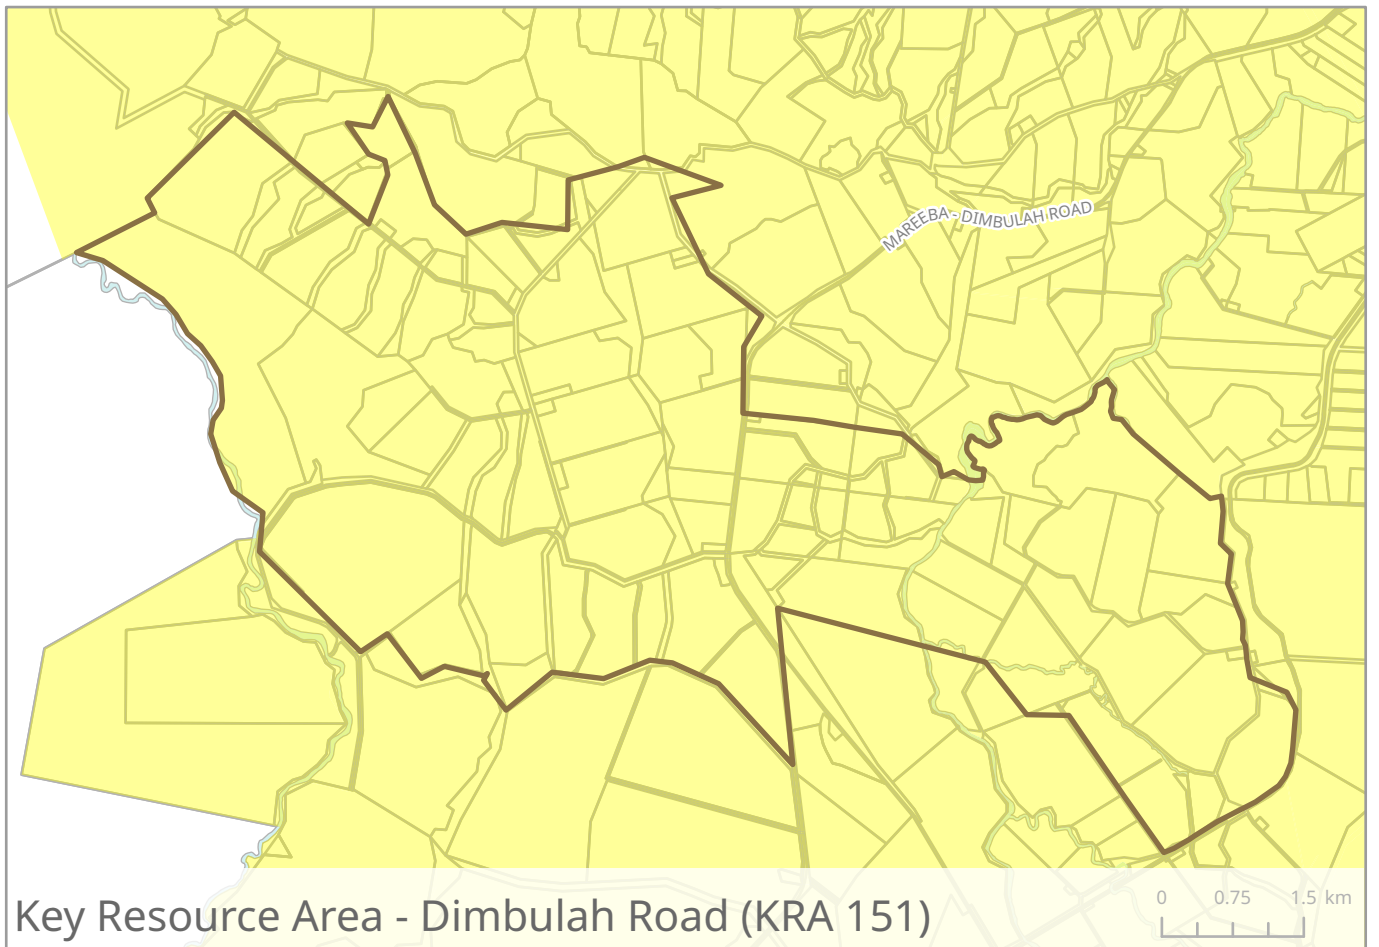 MAREEBA - DIMBULAH ROAD
Key Resource Area - Dimbulah Road (KRA 151)
0 0.75 1.5 km